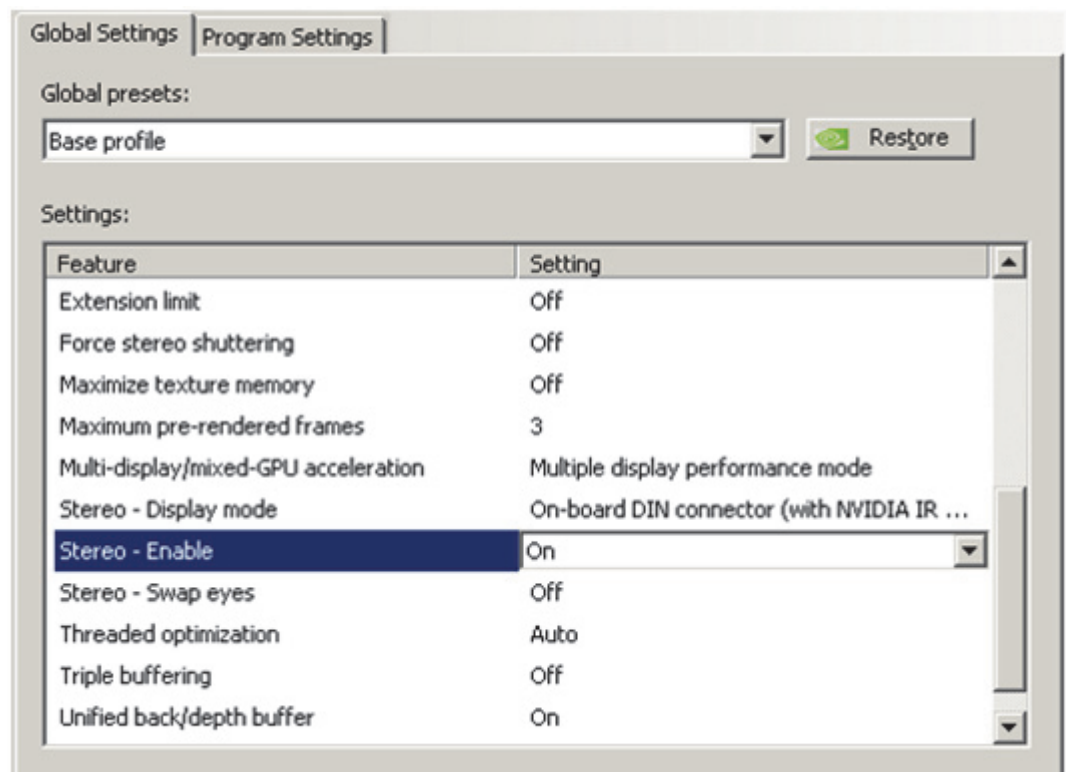 Global Settings Program Settings
Global presets:
Base profile Restore
Settings:
Feature Setting
Extension limit Off
Force stereo shuttering Off
Maximize texture memory Off
Maximum pre-rendered frames 3
Multi-display/mixed-GPU acceleration Multiple display performance mode
Stereo - Display mode On-board DIN connector (with NVIDIA IR ...
Stereo - Enable On
Stereo - Swap eyes Off
Threaded optimization Auto
Triple buffering Off
Unified back/depth buffer On